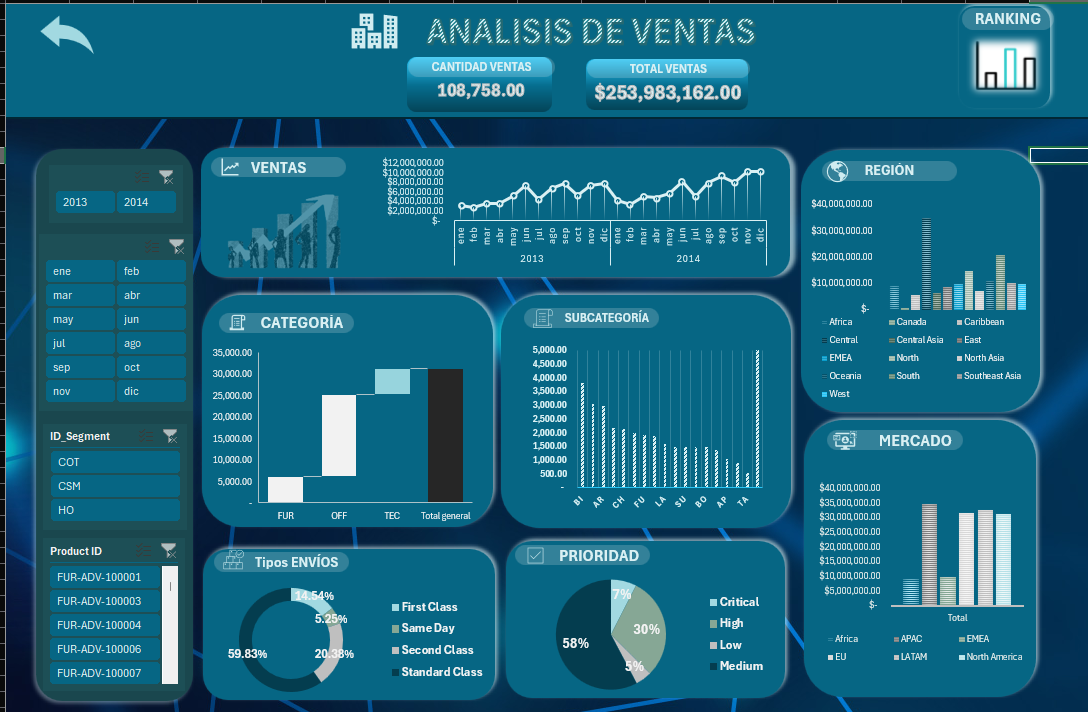 ANALISIS DE VENTAS
RANKING
CANTIDAD VENTAS
108,758.00
TOTAL VENTAS
$253,983,162.00
2013 2014
ene feb
mar abr
may jun
jul ago
sep oct
nov dic
ID_Segment
COT
CSM
HO
Product ID
FUR-ADV-100001
FUR-ADV-100003
FUR-ADV-100004
FUR-ADV-100006
FUR-ADV-100007
VENTAS
$12,000,000.00
$10,000,000.00
$8,000,000.00
$6,000,000.00
$4,000,000.00
$2,000,000.00
$-
ene feb mar abr may jun jul ago sep oct nov dic ene feb mar abr may jun jul ago sep oct nov dic
2013 2014
CATEGORÍA
35,000.00
30,000.00
25,000.00
20,000.00
15,000.00
10,000.00
5,000.00
-
FUR OFF TEC Total general
SUBCATEGORÍA
5,000.00
4,500.00
4,000.00
3,500.00
3,000.00
2,500.00
2,000.00
1,500.00
1,000.00
500.00
-
BI AR CH FU LA SU BO AP TA
Tipos ENVÍOS
14.54%
5.25%
20.38%
59.83%
First Class
Same Day
Second Class
Standard Class
PRIORIDAD
7%
30%
5%
58%
Critical
High
Low
Medium
REGIÓN
$40,000,000.00
$30,000,000.00
$20,000,000.00
$10,000,000.00
$-
Africa Canada Caribbean
Central Central Asia East
EMEA North North Asia
Oceania South Southeast Asia
West
MERCADO
$40,000,000.00
$35,000,000.00
$30,000,000.00
$25,000,000.00
$20,000,000.00
$15,000,000.00
$10,000,000.00
$5,000,000.00
$-
Total
Africa APAC EMEA
EU LATAM North America